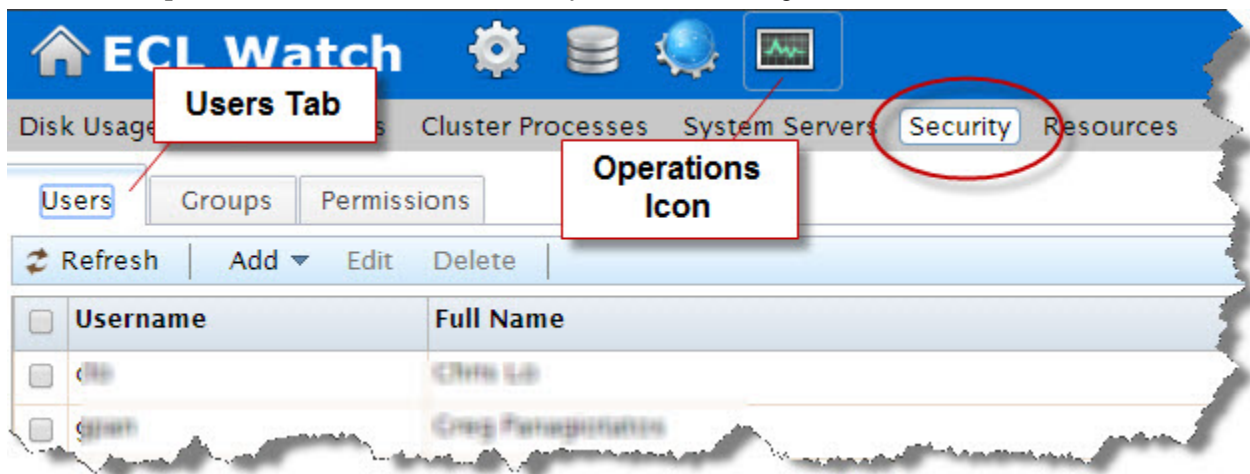 ECL Watch
Users Tab
Disk Usage s Cluster Processes System Servers Security Resources
Operations
Icon
Users Groups Permissions
Refresh Add Edit Delete
Username Full Name